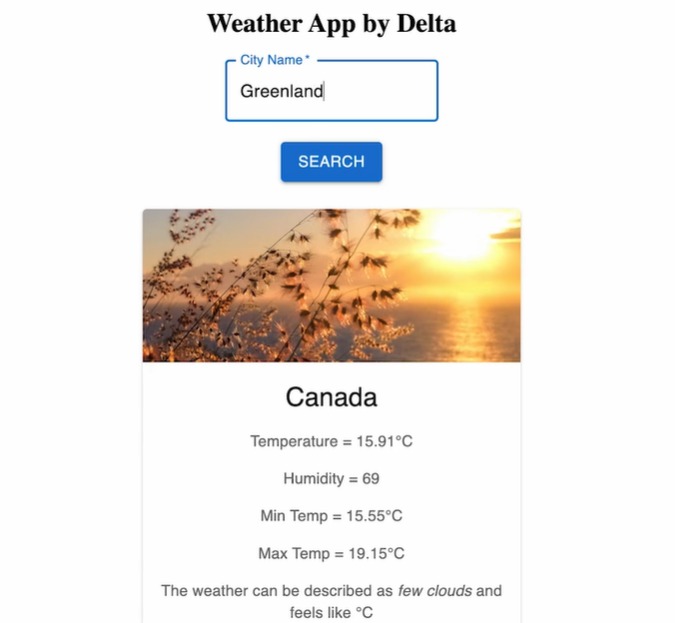 Weather App by Delta
City Name *
Greenland
SEARCH
Canada
Temperature = 15.91°C
Humidity = 69
Min Temp = 15.55°C
Max Temp = 19.15°C
The weather can be described as few clouds and
feels like °C